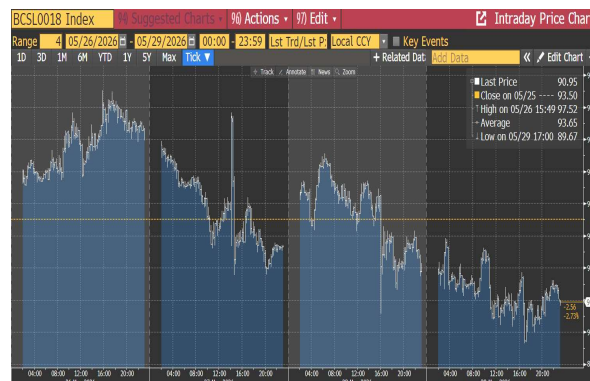 BCSL0018 Index 94) Suggested Charts 96) Actions 97) Edit Intraday Price Char
Range 4 05/26/2026 - 05/29/2026 00:00 - 23:59 Lst Trd/Lst P: Local CCY Key Events
1D 3D 1M 6M YTD 1Y 5Y Max Tick ▼ + Related Dat Add Data « Edit Chart
+ Track Annotate News Zoom
Last Price 90.95
Close on 05/25 ---- 93.50
High on 05/26 15:49 97.52
Average 93.65
Low on 05/29 17:00 89.67
-2.56
-2.73%
04:00 08:00 12:00 16:00 20:00 04:00 08:00 12:00 16:00 20:00 04:00 08:00 12:00 16:00 20:00 04:00 08:00 12:00 16:00 20:00